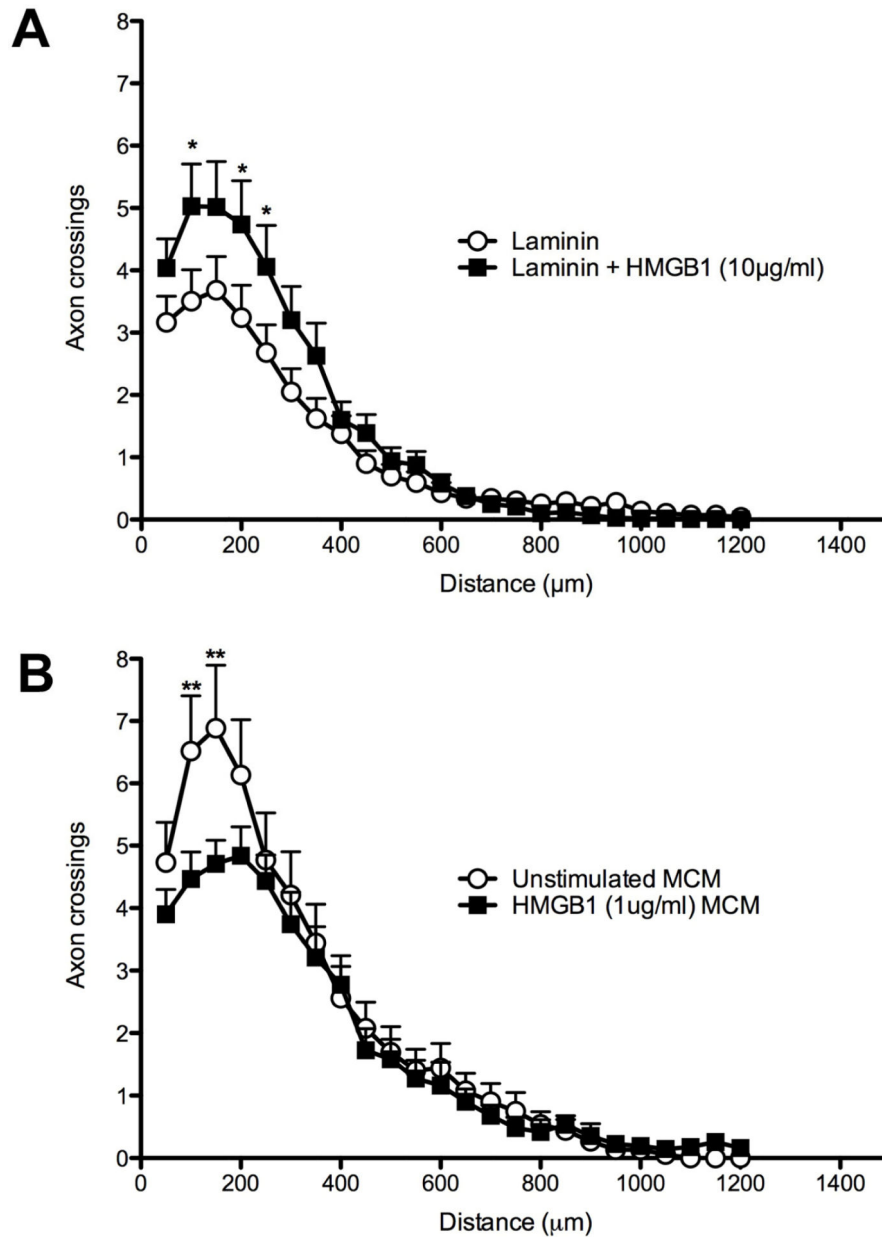 A
8
7
6
5
4
3
2
1
0
Axon crossings
*
*
*
Laminin
Laminin + HMGB1 (10µg/ml)
0 200 400 600 800 1000 1200 1400
Distance (µm)
B
8
7
6
5
4
3
2
1
0
Axon crossings
**
**
Unstimulated MCM
HMGB1 (1ug/ml) MCM
0 200 400 600 800 1000 1200 1400
Distance (µm)